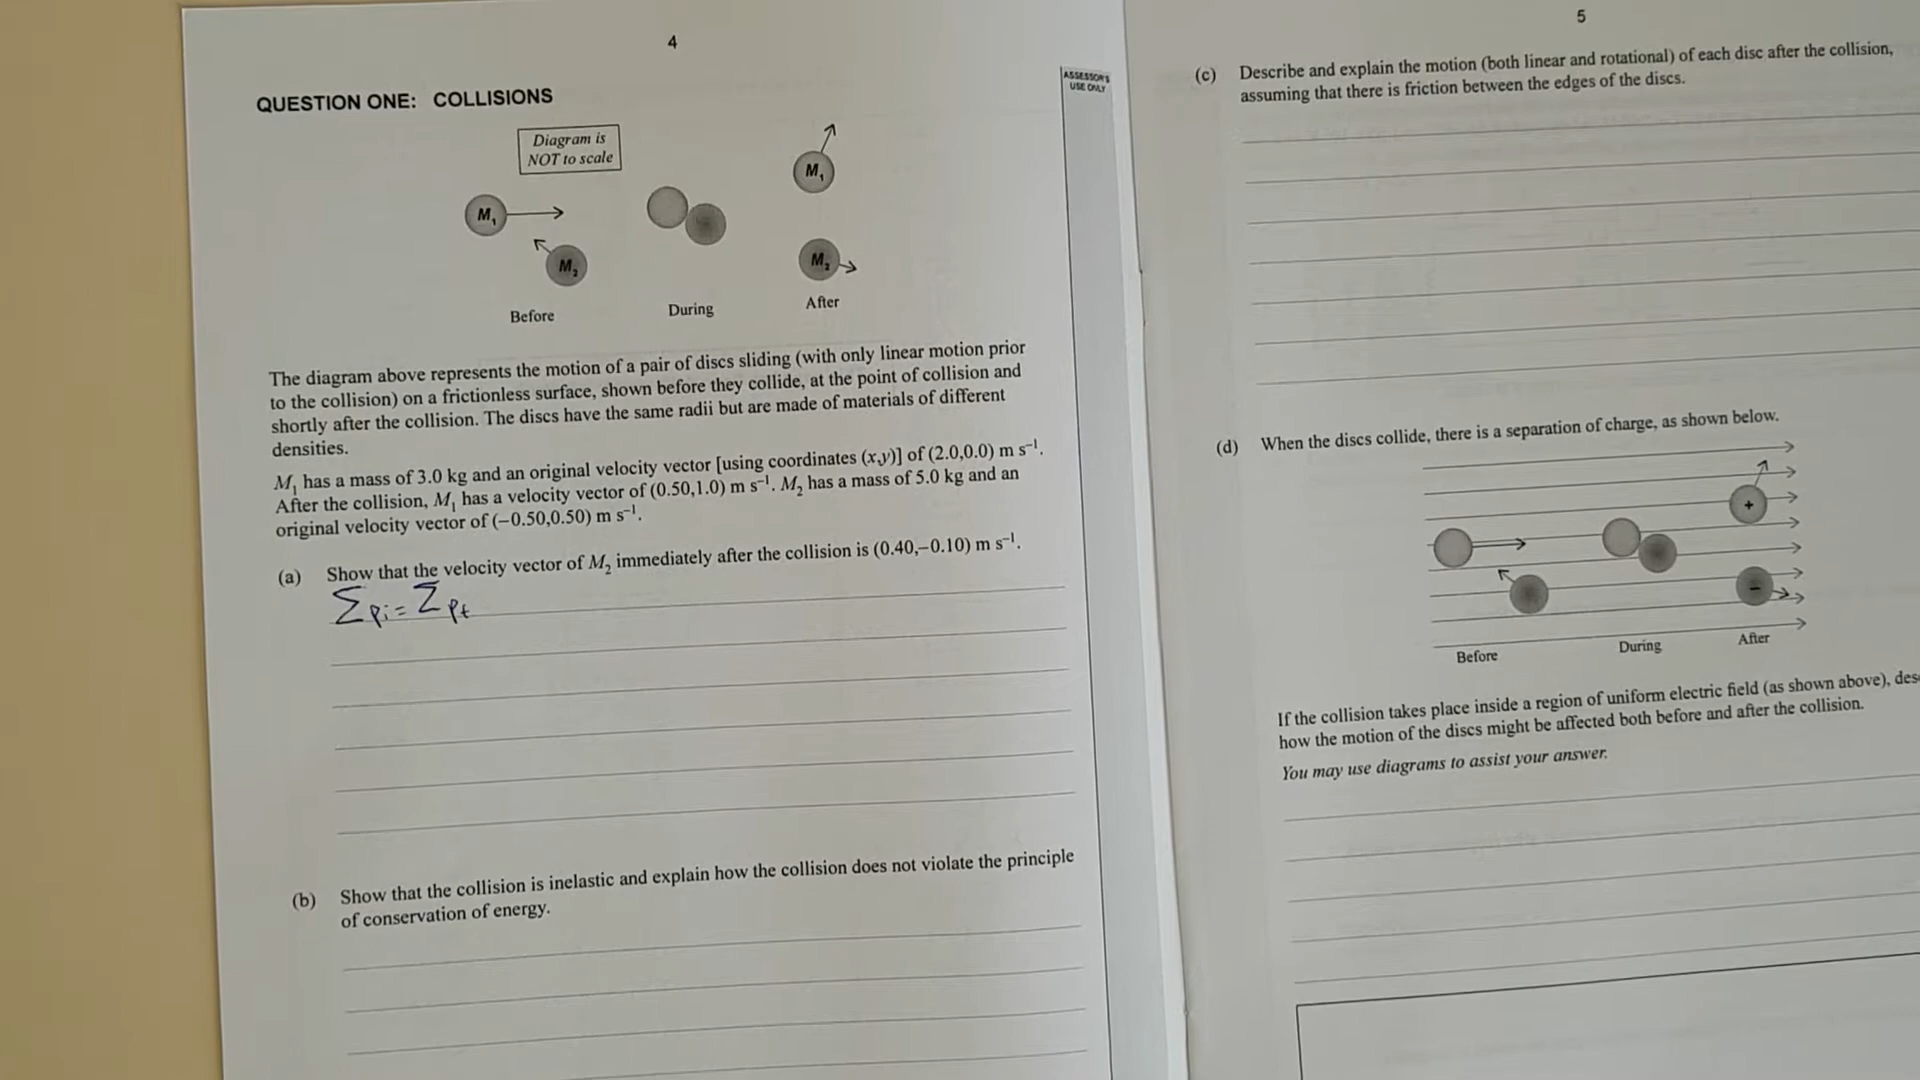 4
ASSESSOR'S
USE ONLY
QUESTION ONE: COLLISIONS
Diagram is
NOT to scale
M₁
M₂
M₁
M₂
Before
During
After
The diagram above represents the motion of a pair of discs sliding (with only linear motion prior
to the collision) on a frictionless surface, shown before they collide, at the point of collision and
shortly after the collision. The discs have the same radii but are made of materials of different
densities.
M₁ has a mass of 3.0 kg and an original velocity vector [using coordinates (x,y)] of (2.0,0.0) m s⁻¹.
After the collision, M₁ has a velocity vector of (0.50,1.0) m s⁻¹. M₂ has a mass of 5.0 kg and an
original velocity vector of (−0.50,0.50) m s⁻¹.
(a) Show that the velocity vector of M₂ immediately after the collision is (0.40,−0.10) m s⁻¹.
Σpi = Σpf
(b) Show that the collision is inelastic and explain how the collision does not violate the principle
of conservation of energy.
5
(c) Describe and explain the motion (both linear and rotational) of each disc after the collision,
assuming that there is friction between the edges of the discs.
(d) When the discs collide, there is a separation of charge, as shown below.
+
−
Before
During
After
If the collision takes place inside a region of uniform electric field (as shown above),
how the motion of the discs might be affected both before and after the collision.
You may use diagrams to assist your answer.